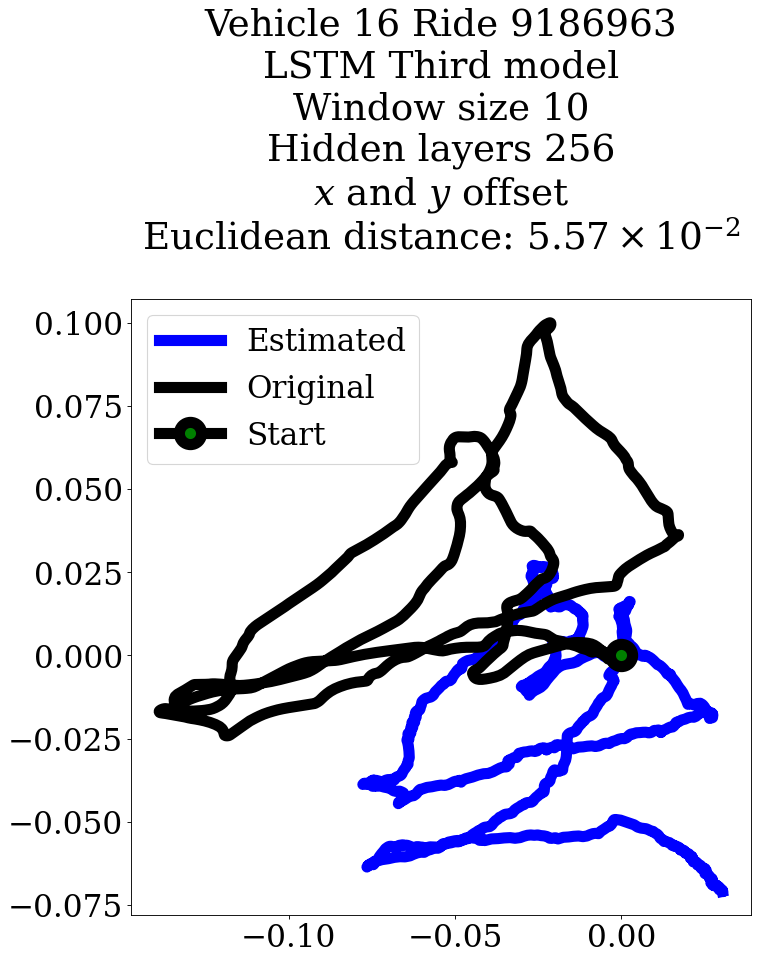 Vehicle 16 Ride 9186963
LSTM Third model
Window size 10
Hidden layers 256
x and y offset
Euclidean distance: 5.57 × 10⁻²
Estimated
Original
Start
0.100
0.075
0.050
0.025
0.000
−0.025
−0.050
−0.075
−0.10
−0.05
0.00